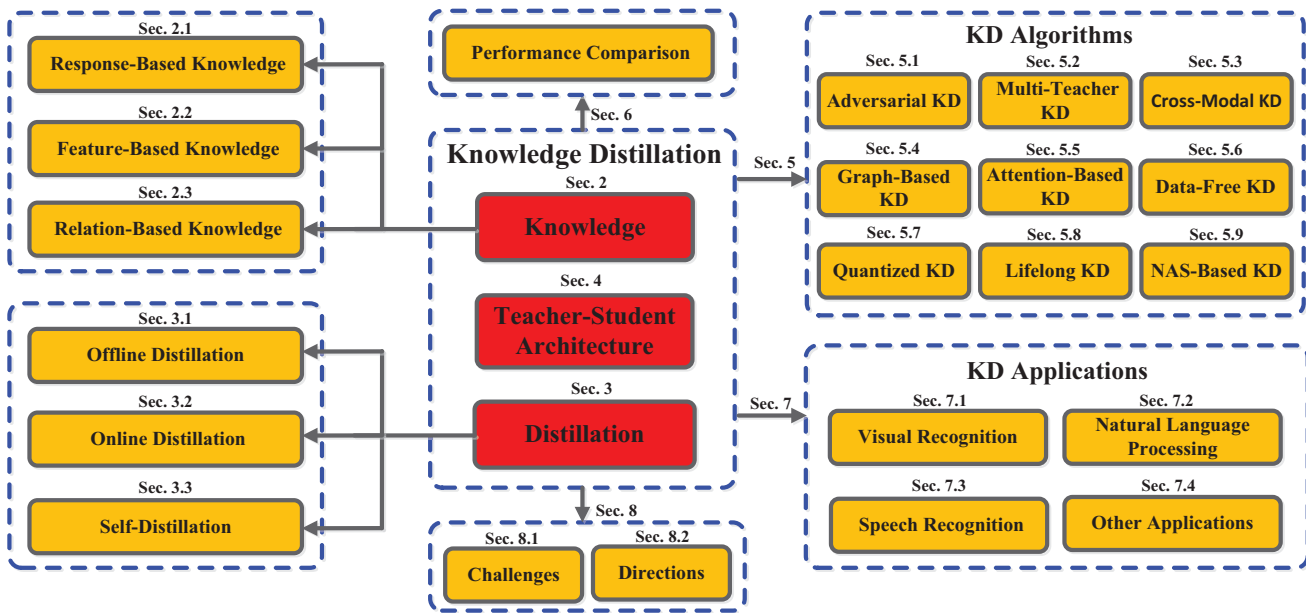 Sec. 2.1
Response-Based Knowledge
Sec. 2.2
Feature-Based Knowledge
Sec. 2.3
Relation-Based Knowledge
Sec. 3.1
Offline Distillation
Sec. 3.2
Online Distillation
Sec. 3.3
Self-Distillation
Performance Comparison
Sec. 6
Knowledge Distillation
Sec. 2
Knowledge
Sec. 4
Teacher-Student
Architecture
Sec. 3
Distillation
Sec. 8
Sec. 8.1
Challenges
Sec. 8.2
Directions
Sec. 5
KD Algorithms
Sec. 5.1
Adversarial KD
Sec. 5.2
Multi-Teacher
KD
Sec. 5.3
Cross-Modal KD
Sec. 5.4
Graph-Based
KD
Sec. 5.5
Attention-Based
KD
Sec. 5.6
Data-Free KD
Sec. 5.7
Quantized KD
Sec. 5.8
Lifelong KD
Sec. 5.9
NAS-Based KD
Sec. 7
KD Applications
Sec. 7.1
Visual Recognition
Sec. 7.2
Natural Language
Processing
Sec. 7.3
Speech Recognition
Sec. 7.4
Other Applications